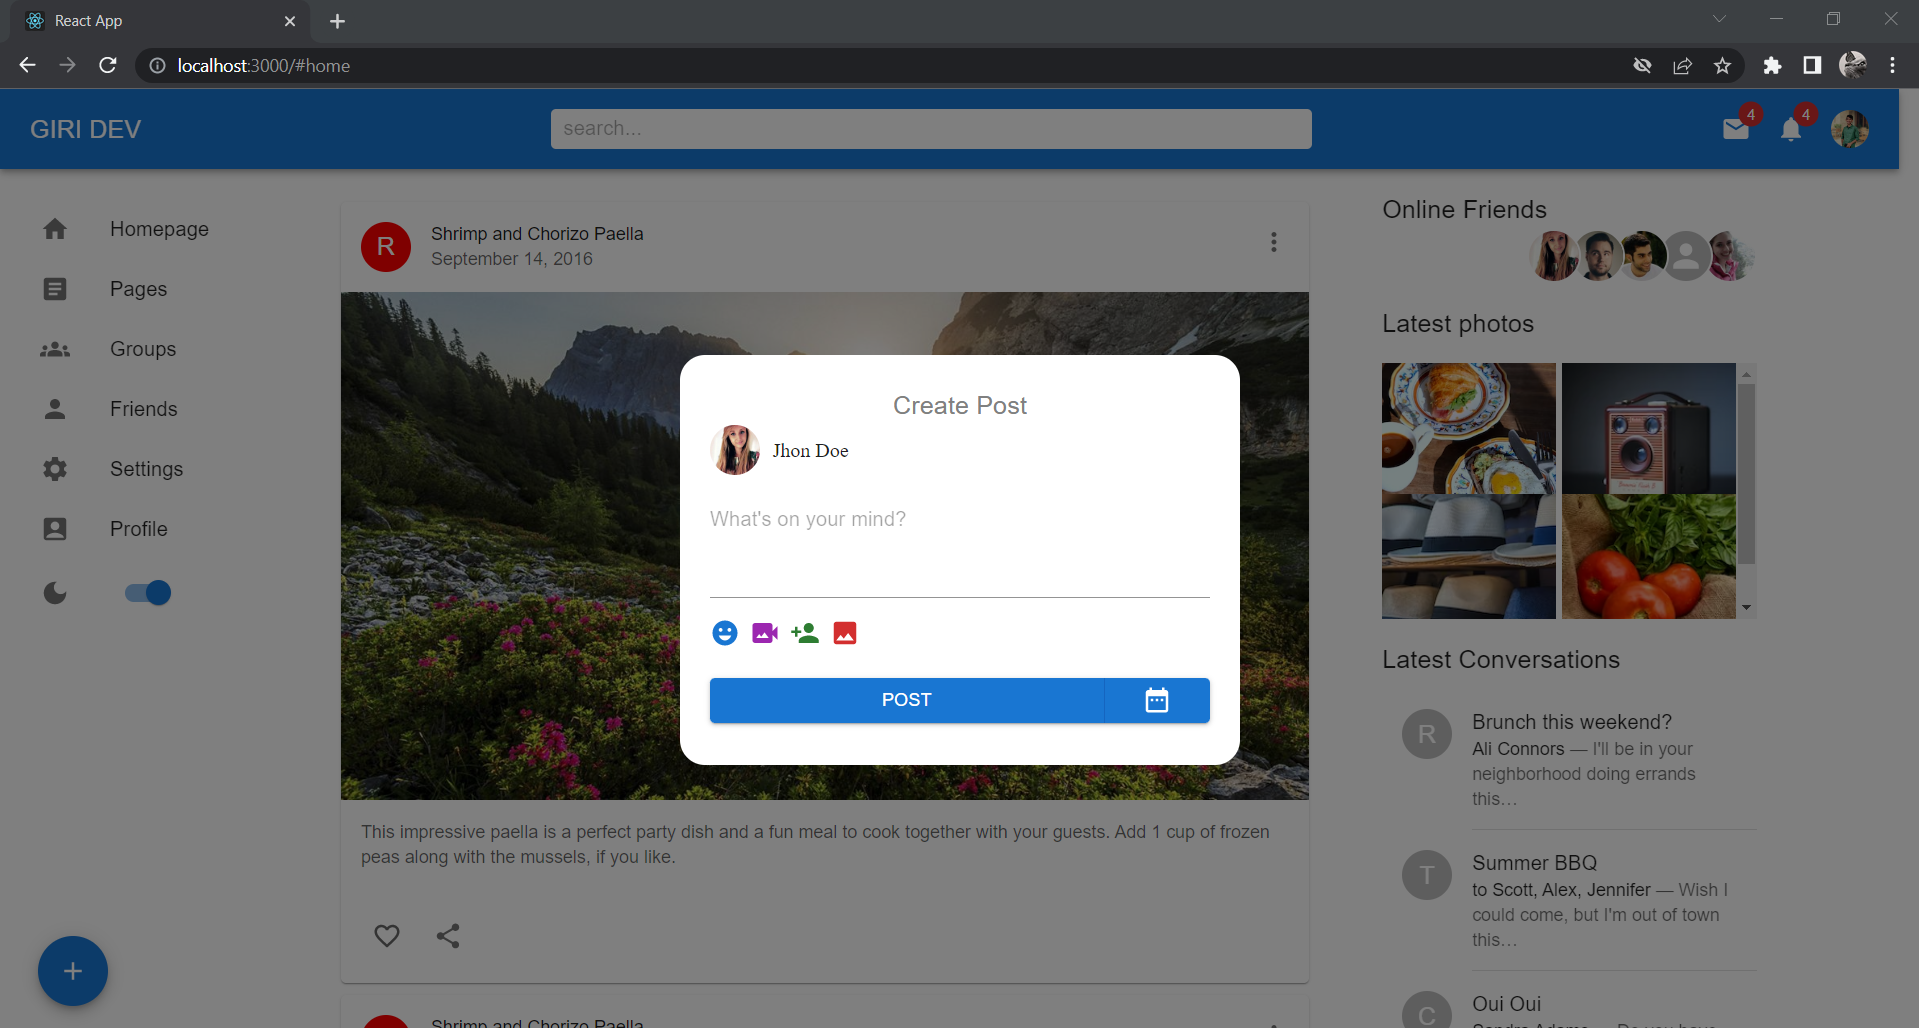 React App
localhost:3000/#home
GIRI DEV
search...
4
4
Homepage
Pages
Groups
Friends
Settings
Profile
R
Shrimp and Chorizo Paella
September 14, 2016
Create Post
Jhon Doe
What's on your mind?
POST
This impressive paella is a perfect party dish and a fun meal to cook together with your guests. Add 1 cup of frozen
peas along with the mussels, if you like.
Shrimp and Chorizo Paella
Online Friends
Latest photos
Latest Conversations
R
Brunch this weekend?
Ali Connors — I'll be in your
neighborhood doing errands
this…
T
Summer BBQ
to Scott, Alex, Jennifer — Wish I
could come, but I'm out of town
this…
C
Oui Oui
Sandra Adams — Do you have